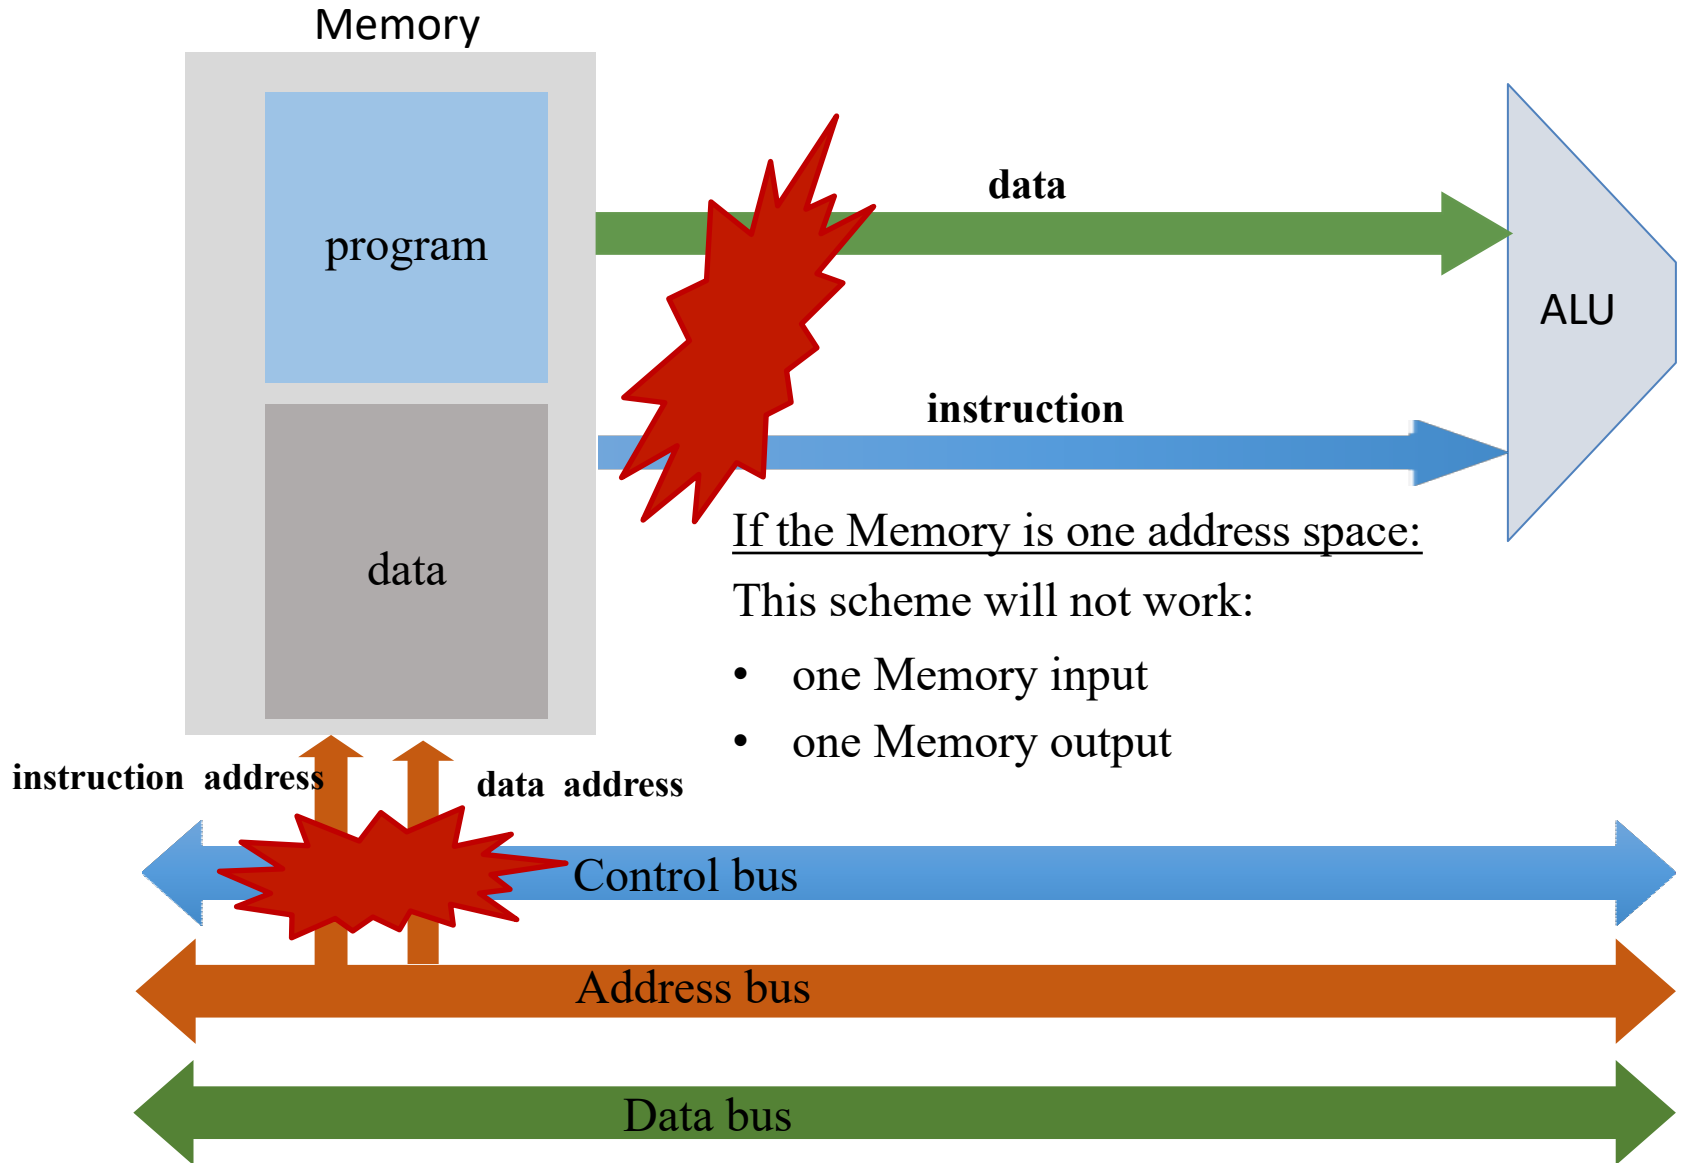 Memory
program
data
data
instruction
ALU
If the Memory is one address space:
This scheme will not work:
• one Memory input
• one Memory output
instruction address
data address
Control bus
Address bus
Data bus